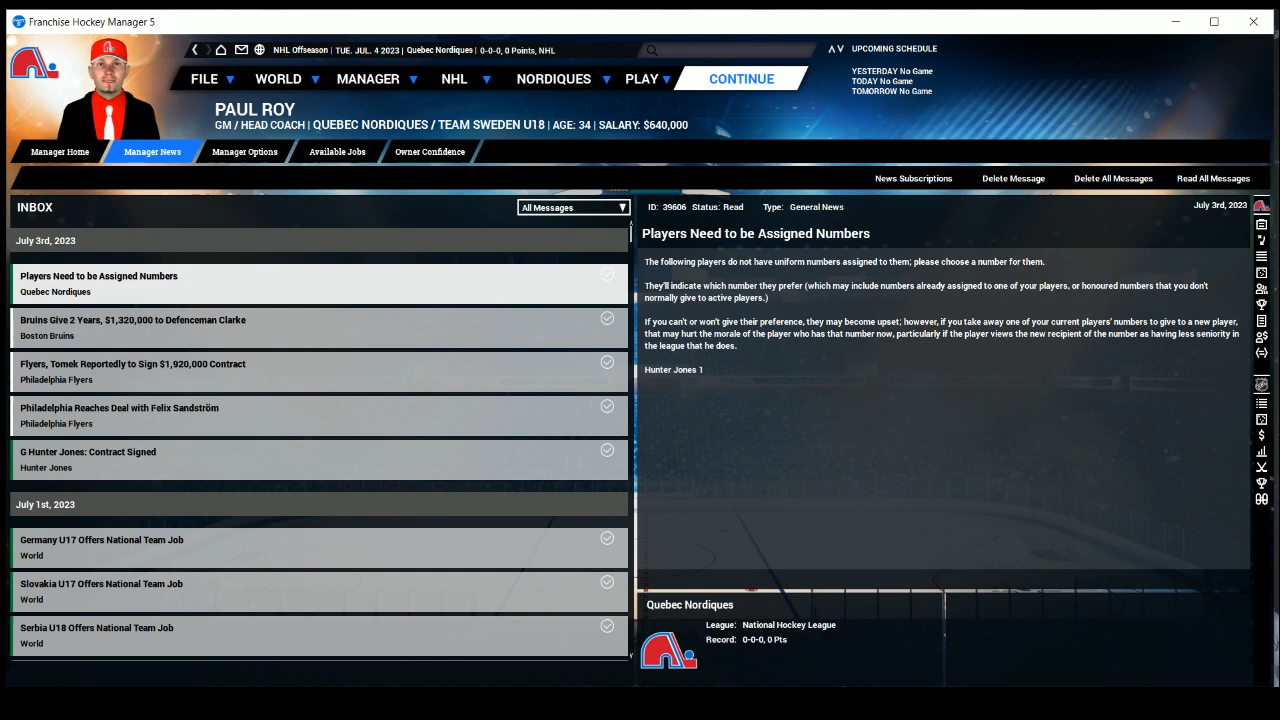 Franchise Hockey Manager 5
NHL Offseason | TUE. JUL. 4 2023 | Quebec Nordiques | 0-0-0, 0 Points, NHL
UPCOMING SCHEDULE
YESTERDAY No Game
TODAY No Game
TOMORROW No Game
FILE WORLD MANAGER NHL NORDIQUES PLAY CONTINUE
PAUL ROY
GM / HEAD COACH | QUEBEC NORDIQUES / TEAM SWEDEN U18 | AGE: 34 | SALARY: $640,000
Manager Home Manager News Manager Options Available Jobs Owner Confidence
News Subscriptions Delete Message Delete All Messages Read All Messages
INBOX All Messages
July 3rd, 2023
Players Need to be Assigned Numbers
Quebec Nordiques
Bruins Give 2 Years, $1,320,000 to Defenceman Clarke
Boston Bruins
Flyers, Tomek Reportedly to Sign $1,920,000 Contract
Philadelphia Flyers
Philadelphia Reaches Deal with Felix Sandström
Philadelphia Flyers
G Hunter Jones: Contract Signed
Hunter Jones
July 1st, 2023
Germany U17 Offers National Team Job
World
Slovakia U17 Offers National Team Job
World
Serbia U18 Offers National Team Job
World
ID: 39606 Status: Read Type: General News July 3rd, 2023
Players Need to be Assigned Numbers
The following players do not have uniform numbers assigned to them; please choose a number for them.
They'll indicate which number they prefer (which may include numbers already assigned to one of your players, or honoured numbers that you don't
normally give to active players.)
If you can't or won't give their preference, they may become upset; however, if you take away one of your current players' numbers to give to a new player,
that may hurt the morale of the player who has that number now, particularly if the player views the new recipient of the number as having less seniority in
the league that he does.
Hunter Jones 1
Quebec Nordiques
League: National Hockey League
Record: 0-0-0, 0 Pts